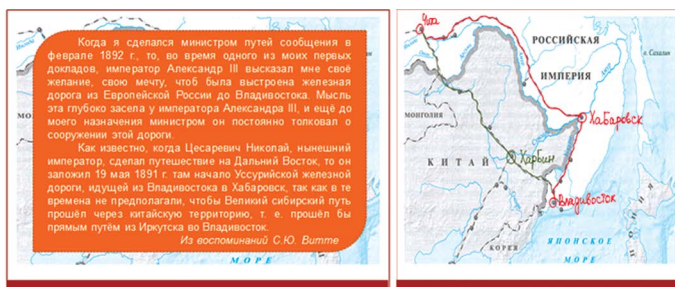 Когда я сделался министром путей сообщения в
феврале 1892 г., то, во время одного из моих первых
докладов, император Александр III высказал мне своё
желание, свою мечту, чтоб была выстроена железная
дорога из Европейской России до Владивостока. Мысль
эта глубоко засела у императора Александра III, и ещё до
моего назначения министром он постоянно толковал о
сооружении этой дороги.
Как известно, когда Цесаревич Николай, нынешний
император, сделал путешествие на Дальний Восток, то он
заложил 19 мая 1891 г. там начало Уссурийской железной
дороги, идущей из Владивостока в Хабаровск, так как в те
времена не предполагали, чтобы Великий сибирский путь
прошёл через китайскую территорию, т. е. прошёл бы
прямым путём из Иркутска во Владивосток.
Из воспоминаний С.Ю. Витте
МОРЕ
Чита
РОССИЙСКАЯ
ИМПЕРИЯ
о. Сахалин
Амур
МОНГОЛИЯ
Хабаровск
КИТАЙ
Харбин
Владивосток
КОРЕЯ
ЯПОНСКОЕ
МОРЕ